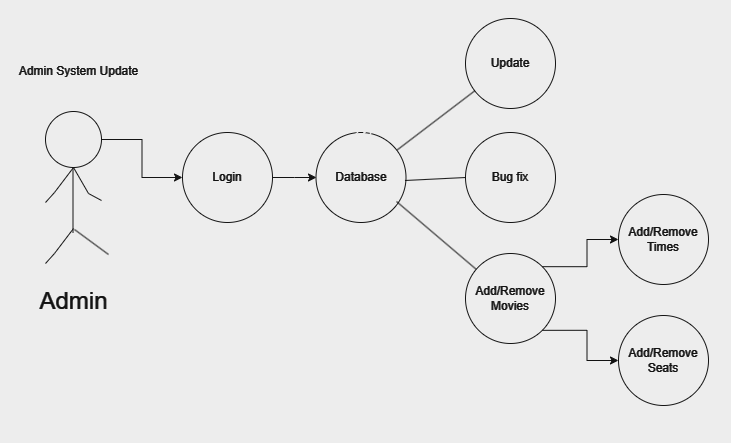 Admin System Update
Update
Login
Database
Bug fix
Add/Remove
Times
Add/Remove
Movies
Admin
Add/Remove
Seats